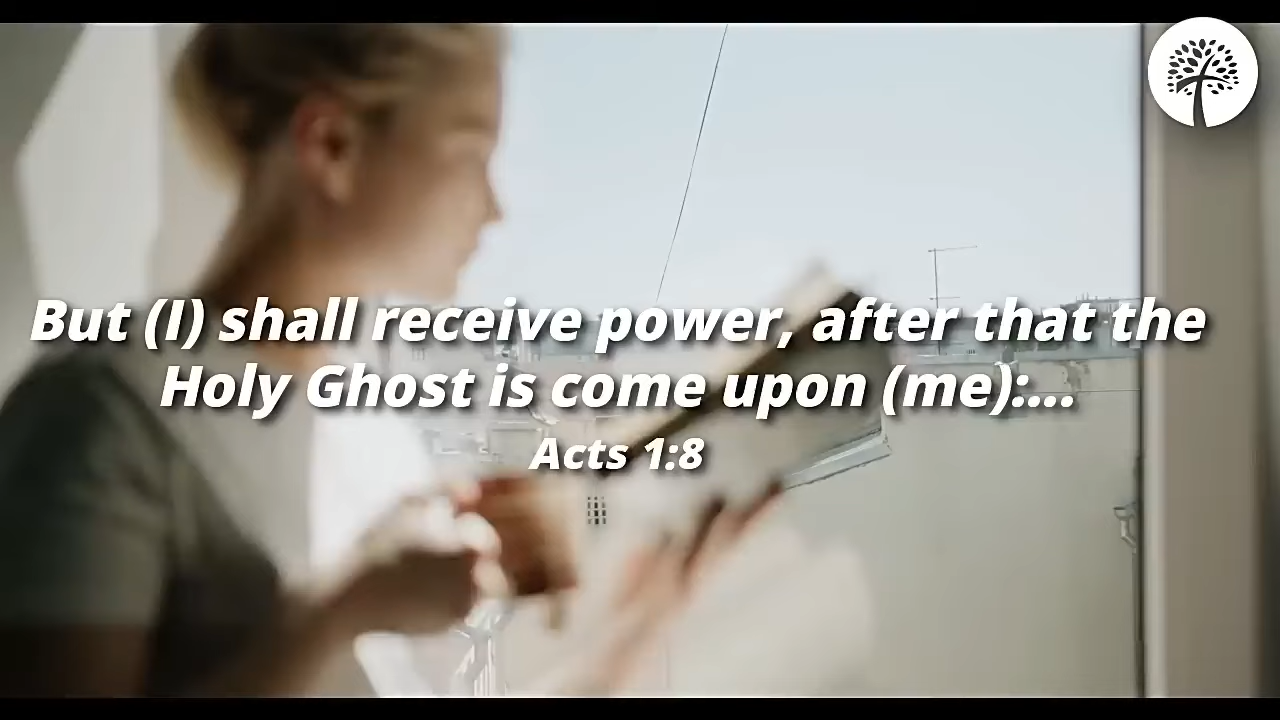 But (I) shall receive power, after that the
Holy Ghost is come upon (me):...
Acts 1:8